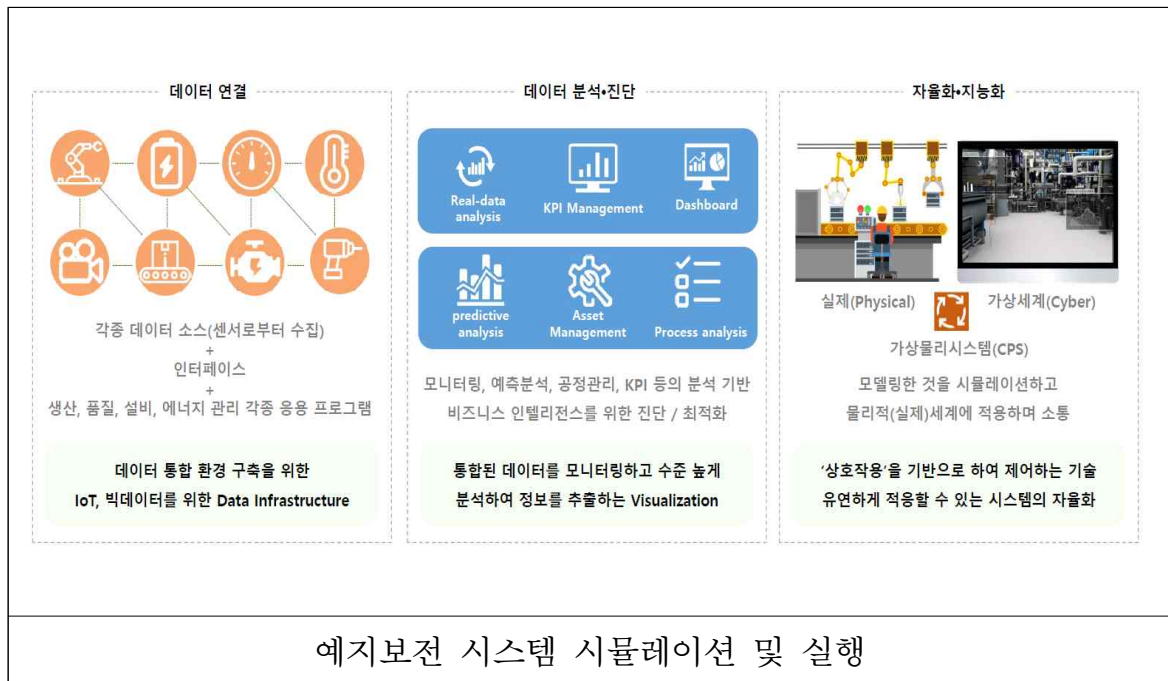 데이터 연결
각종 데이터 소스(센서로부터 수집)
+
인터페이스
+
생산, 품질, 설비, 에너지 관리 각종 응용 프로그램
데이터 통합 환경 구축을 위한
IoT, 빅데이터를 위한 Data Infrastructure
데이터 분석•진단
Real-data
analysis
KPI Management
Dashboard
predictive
analysis
Asset
Management
Process analysis
모니터링, 예측분석, 공정관리, KPI 등의 분석 기반
비즈니스 인텔리전스를 위한 진단 / 최적화
통합된 데이터를 모니터링하고 수준 높게
분석하여 정보를 추출하는 Visualization
자율화•지능화
실제(Physical)
가상세계(Cyber)
가상물리시스템(CPS)
모델링한 것을 시뮬레이션하고
물리적(실제)세계에 적용하며 소통
‘상호작용’을 기반으로 하여 제어하는 기술
유연하게 적응할 수 있는 시스템의 자율화
예지보전 시스템 시뮬레이션 및 실행